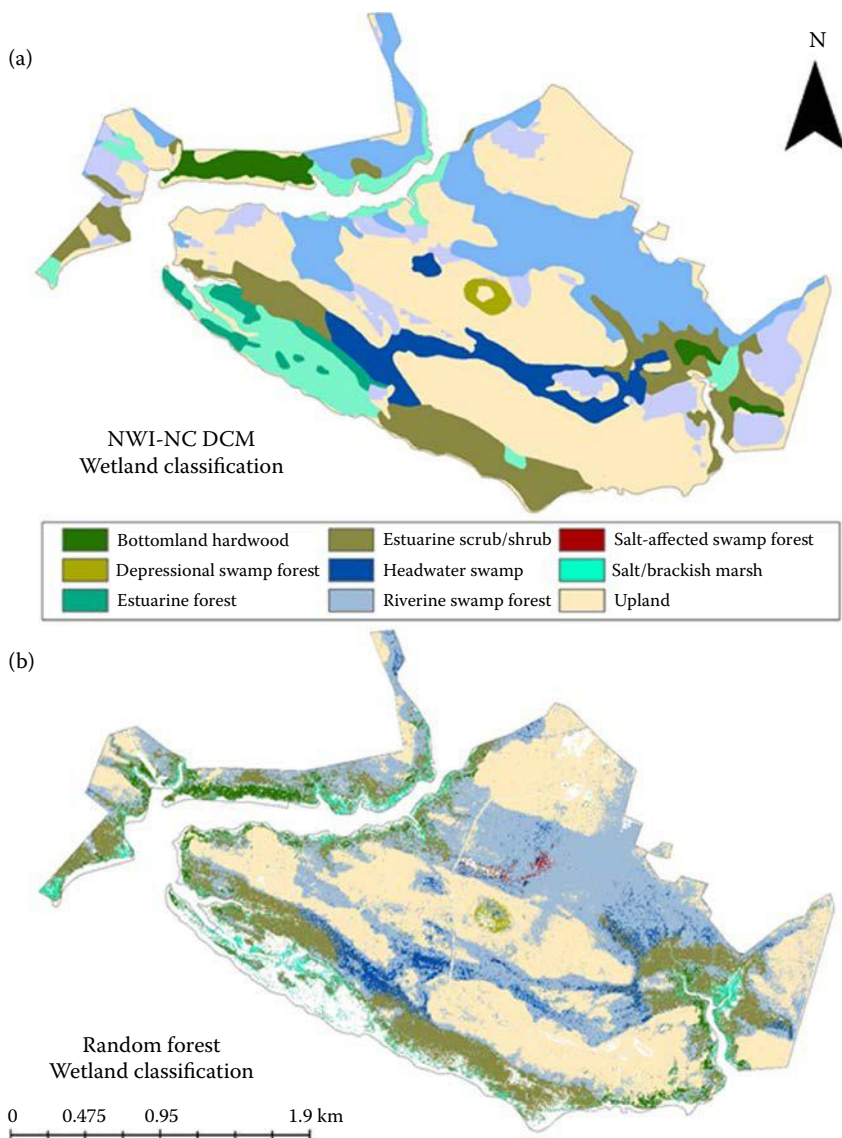 (a)
N
NWI-NC DCM
Wetland classification
Bottomland hardwood
Estuarine scrub/shrub
Salt-affected swamp forest
Depressional swamp forest
Headwater swamp
Salt/brackish marsh
Estuarine forest
Riverine swamp forest
Upland
(b)
Random forest
Wetland classification
0 0.475 0.95 1.9 km